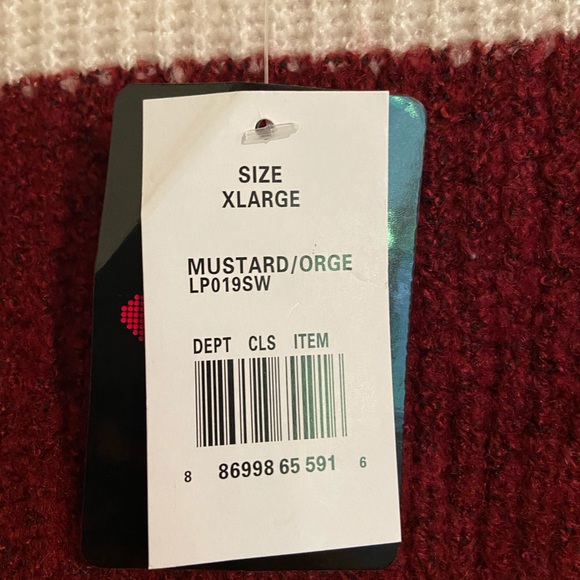 SIZE
XLARGE
MUSTARD/ORGE
LP019SW
DEPT CLS ITEM
8 86998 65 591 6